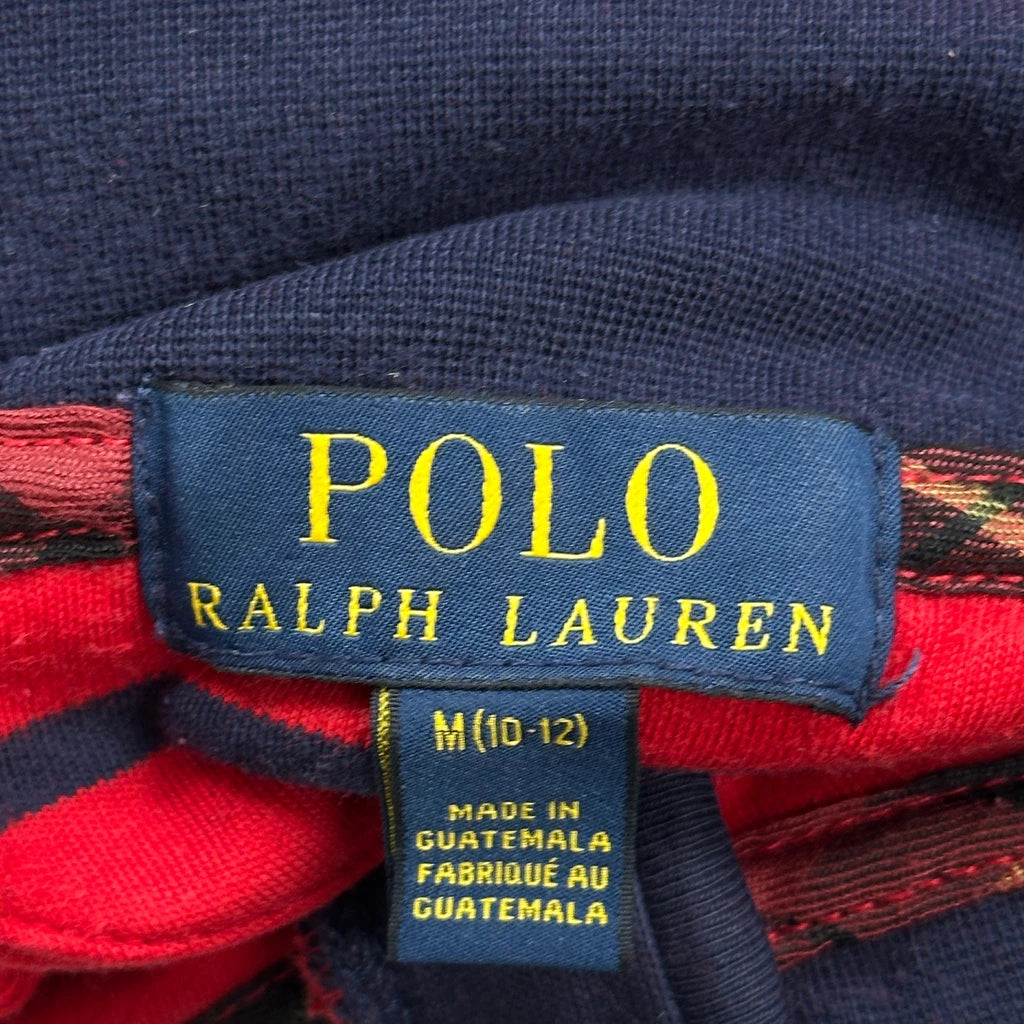 POLO
RALPH LAUREN
M (10-12)
MADE IN
GUATEMALA
FABRIQUÉ AU
GUATEMALA